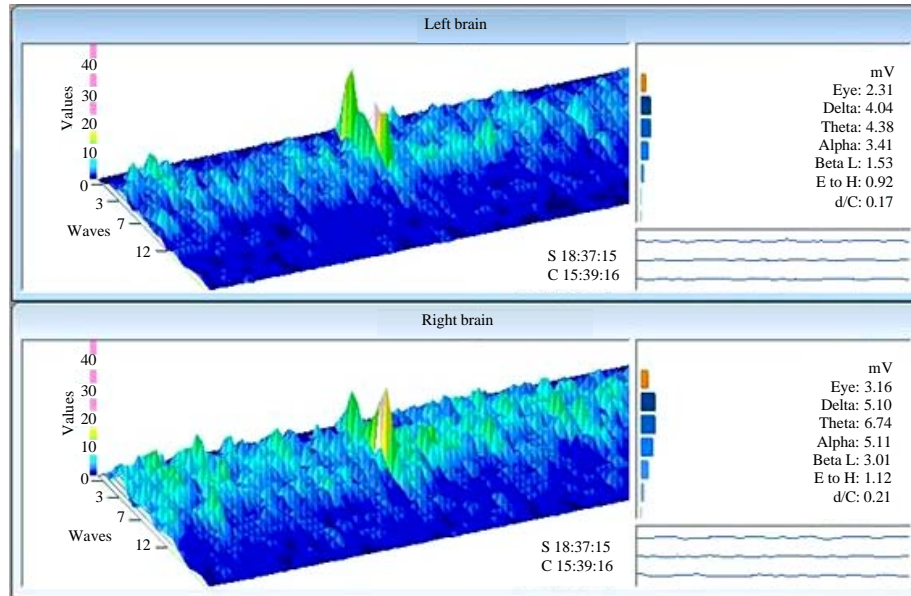 Left brain
40
30
20
10
0
Values
3
7
12
Waves
S 18:37:15
C 15:39:16
mV
Eye: 2.31
Delta: 4.04
Theta: 4.38
Alpha: 3.41
Beta L: 1.53
E to H: 0.92
d/C: 0.17
Right brain
40
30
20
10
0
Values
3
7
12
Waves
S 18:37:15
C 15:39:16
mV
Eye: 3.16
Delta: 5.10
Theta: 6.74
Alpha: 5.11
Beta L: 3.01
E to H: 1.12
d/C: 0.21